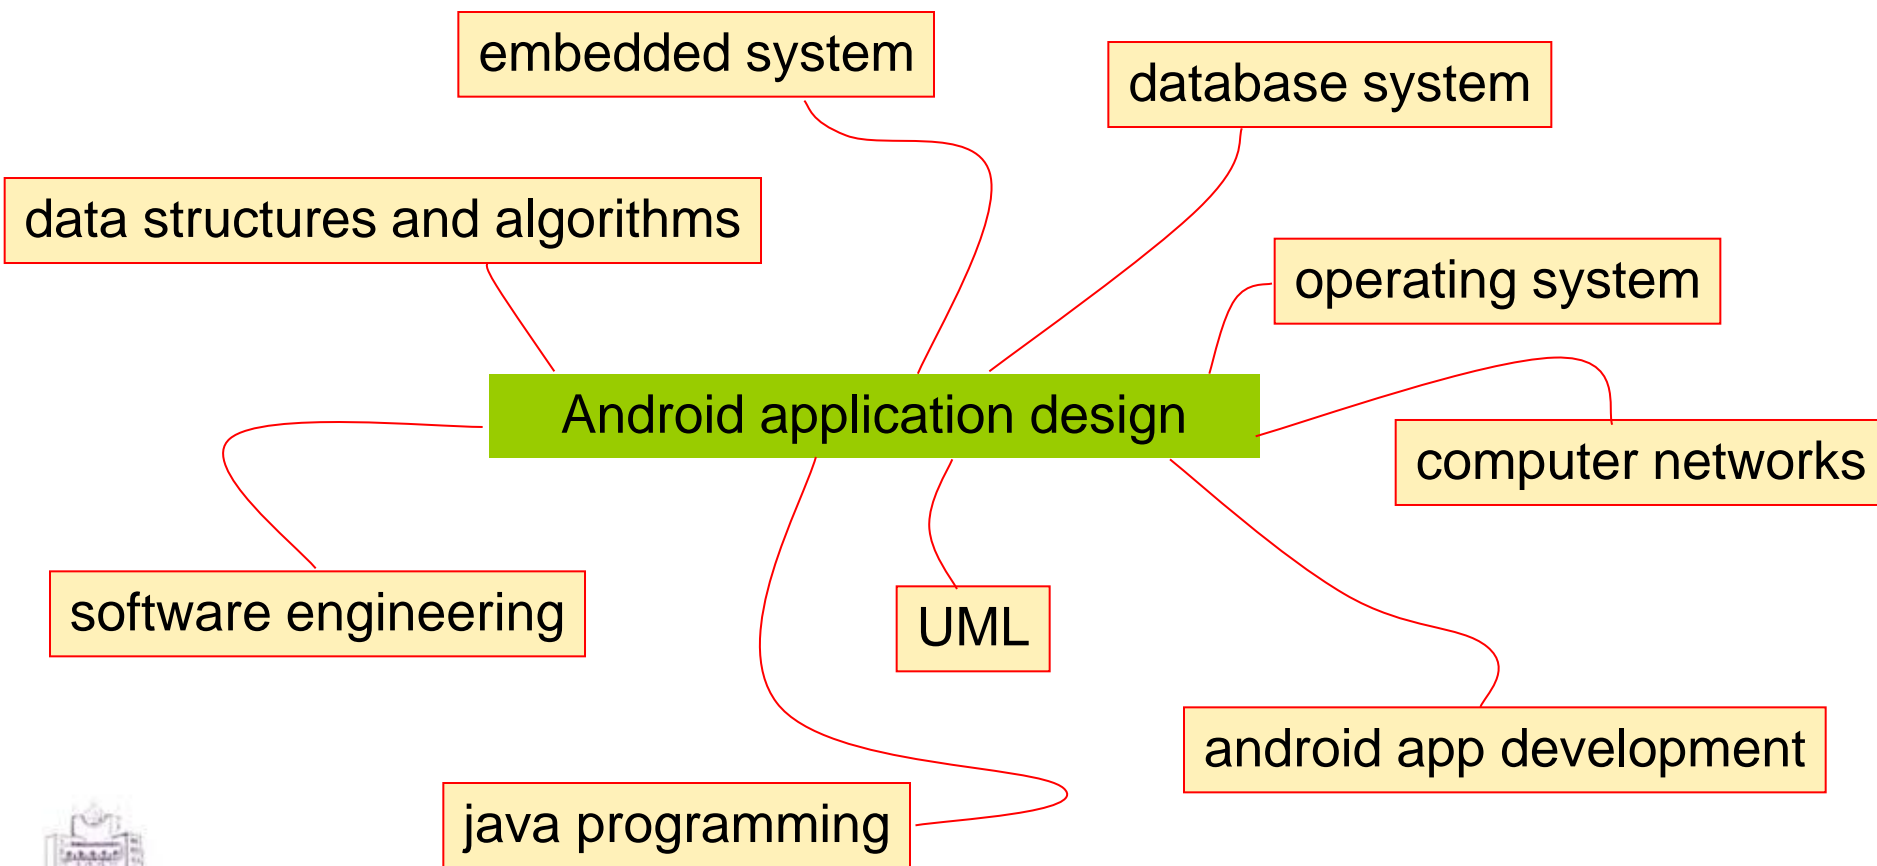 embedded system
database system
data structures and algorithms
operating system
Android application design
computer networks
software engineering
UML
android app development
java programming